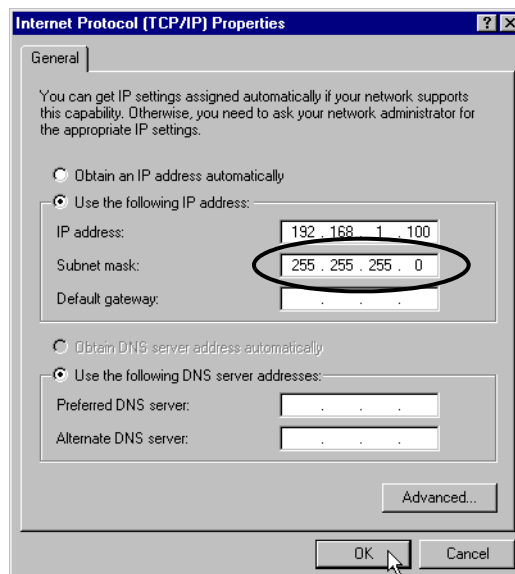 Internet Protocol (TCP/IP) Properties
General
You can get IP settings assigned automatically if your network supports
this capability. Otherwise, you need to ask your network administrator for
the appropriate IP settings.
Obtain an IP address automatically
Use the following IP address:
IP address: 192 . 168 . 1 . 100
Subnet mask: 255 . 255 . 255 . 0
Default gateway: . . .
Obtain DNS server address automatically
Use the following DNS server addresses:
Preferred DNS server: . . .
Alternate DNS server: . . .
Advanced...
OK Cancel